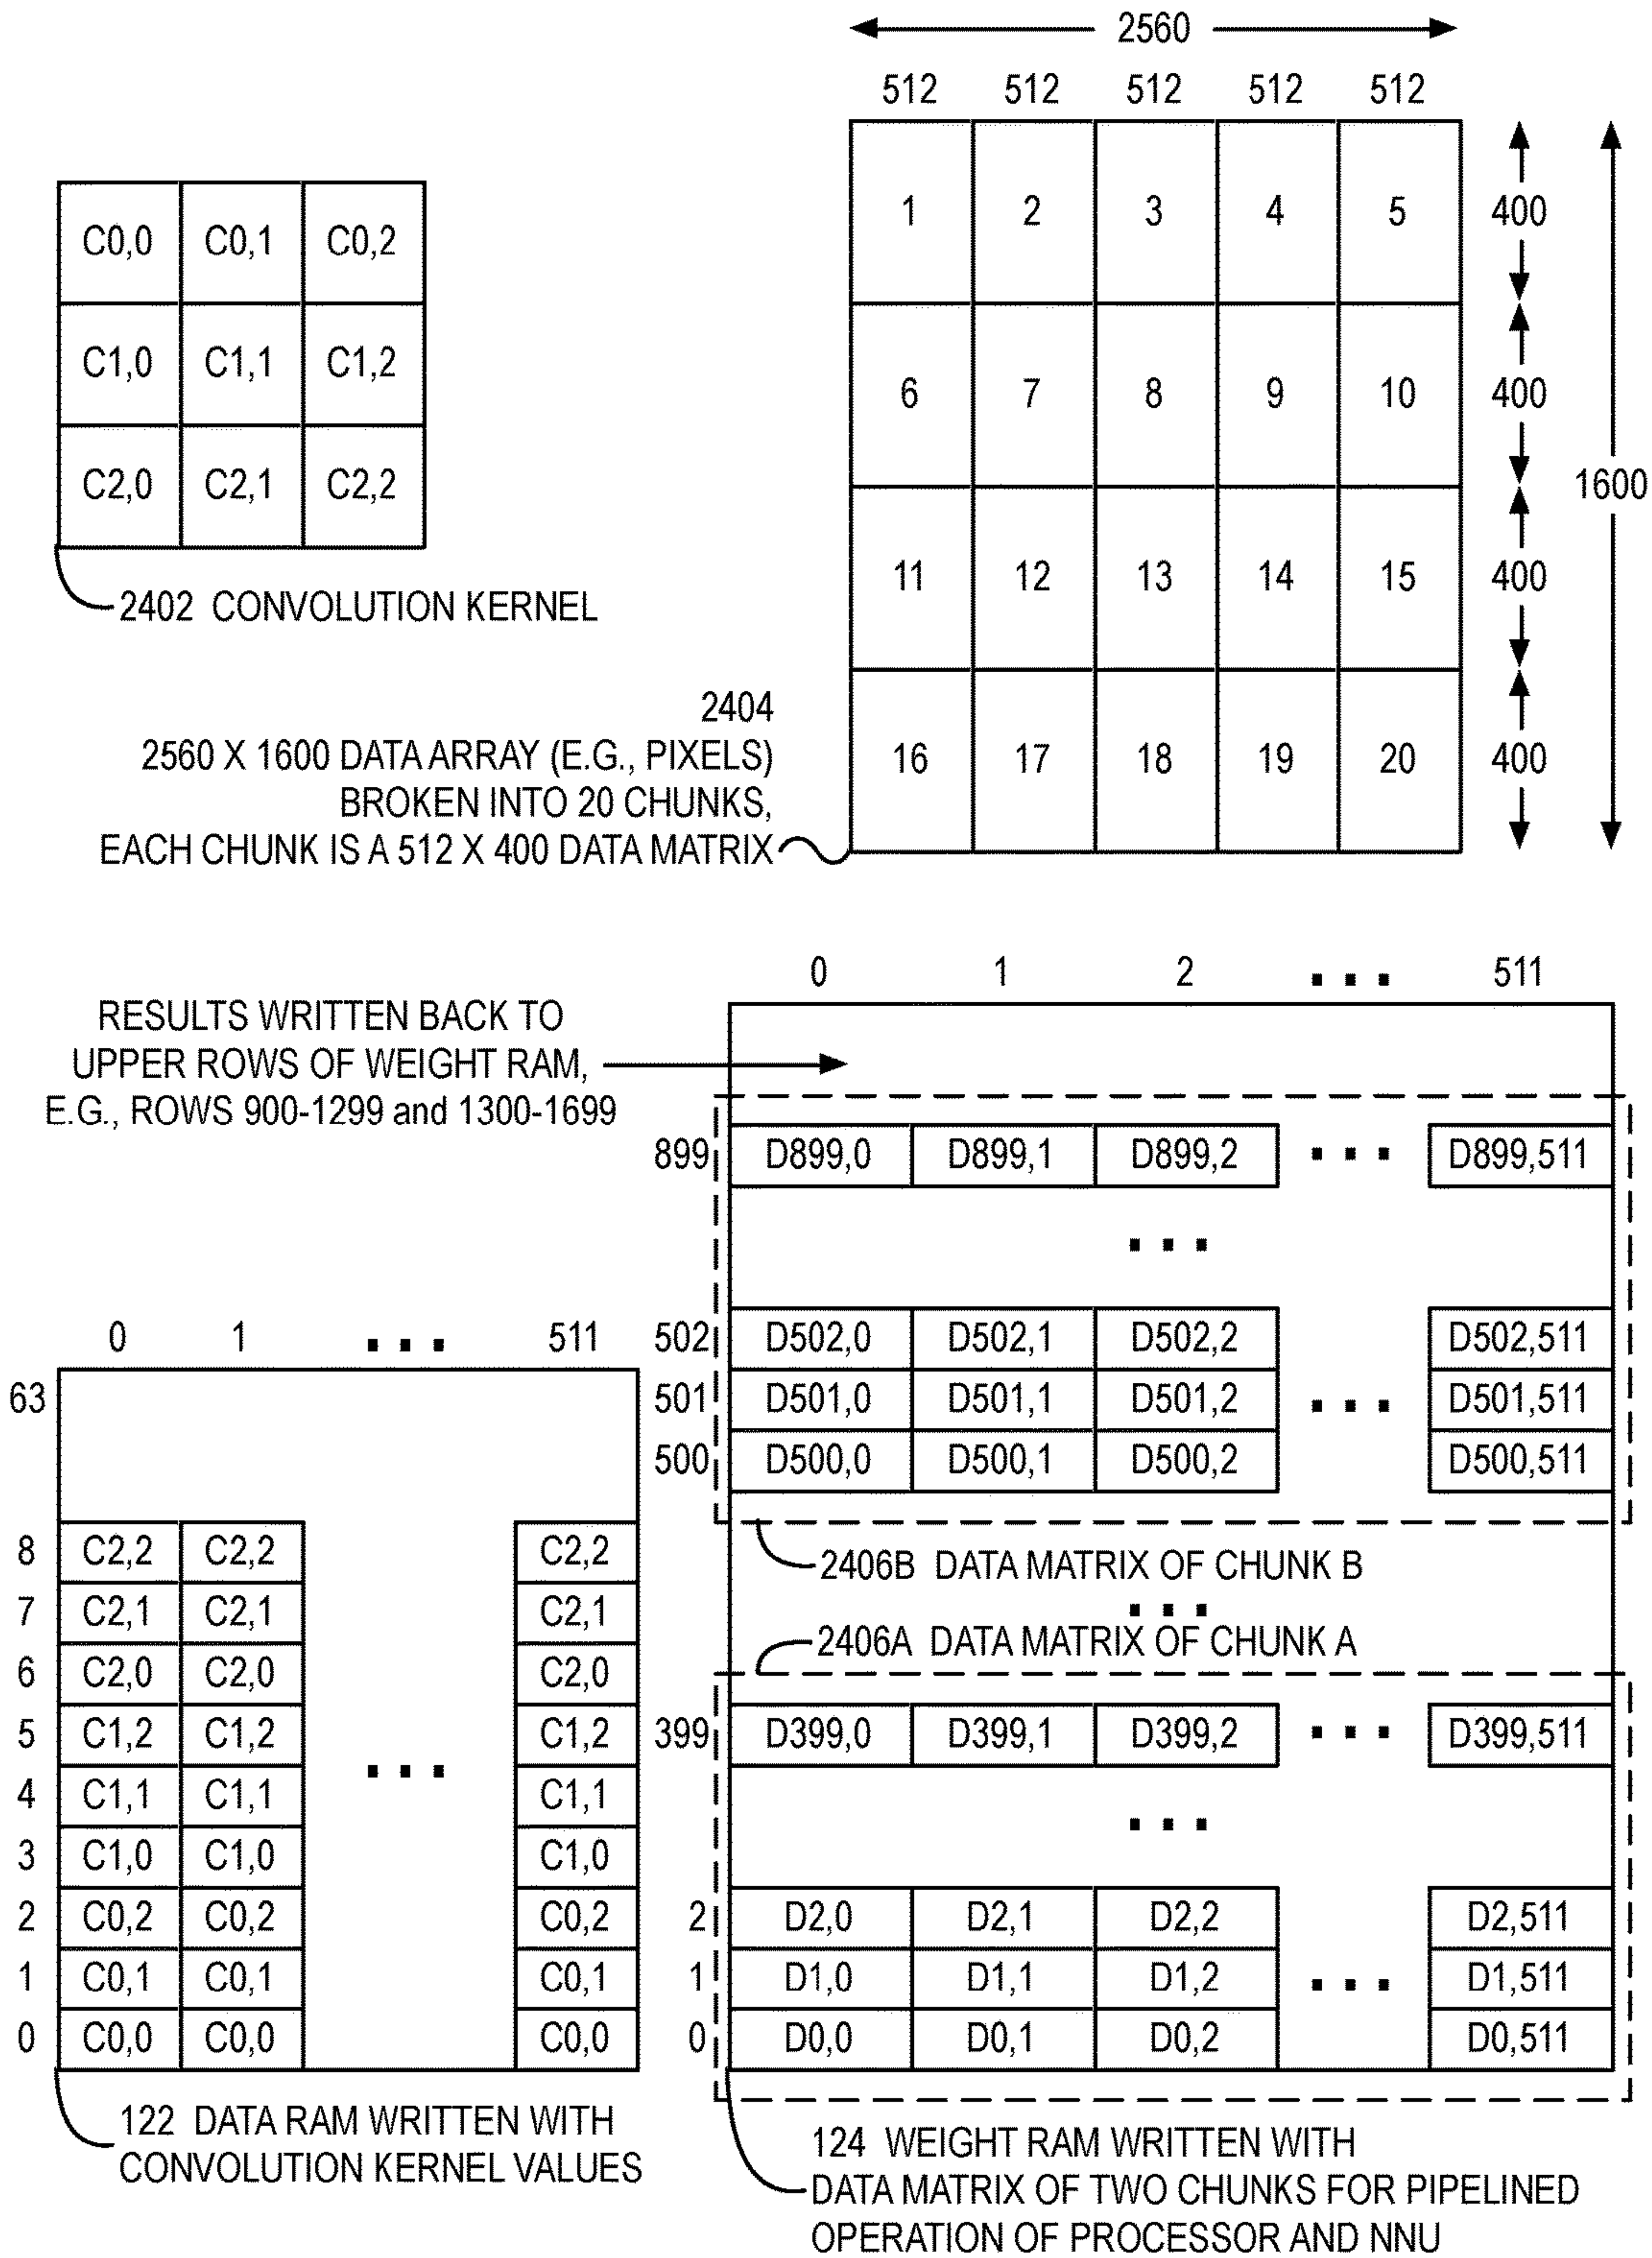 2560
512 512 512 512 512
1 2 3 4 5 400
6 7 8 9 10 400
1600
11 12 13 14 15 400
16 17 18 19 20 400
C0,0 C0,1 C0,2
C1,0 C1,1 C1,2
C2,0 C2,1 C2,2
2402 CONVOLUTION KERNEL
2404
2560 X 1600 DATA ARRAY (E.G., PIXELS)
BROKEN INTO 20 CHUNKS,
EACH CHUNK IS A 512 X 400 DATA MATRIX
RESULTS WRITTEN BACK TO
UPPER ROWS OF WEIGHT RAM,
E.G., ROWS 900-1299 and 1300-1699
0 1 2 ... 511
899 D899,0 D899,1 D899,2 ... D899,511
...
502 D502,0 D502,1 D502,2 D502,511
501 D501,0 D501,1 D501,2 ... D501,511
500 D500,0 D500,1 D500,2 D500,511
2406B DATA MATRIX OF CHUNK B
...
2406A DATA MATRIX OF CHUNK A
399 D399,0 D399,1 D399,2 ... D399,511
...
2 D2,0 D2,1 D2,2 D2,511
1 D1,0 D1,1 D1,2 ... D1,511
0 D0,0 D0,1 D0,2 D0,511
124 WEIGHT RAM WRITTEN WITH
DATA MATRIX OF TWO CHUNKS FOR PIPELINED
OPERATION OF PROCESSOR AND NNU
0 1 ... 511
63
8 C2,2 C2,2 C2,2
7 C2,1 C2,1 C2,1
6 C2,0 C2,0 C2,0
5 C1,2 C1,2 C1,2
...
4 C1,1 C1,1 C1,1
3 C1,0 C1,0 C1,0
2 C0,2 C0,2 C0,2
1 C0,1 C0,1 C0,1
0 C0,0 C0,0 C0,0
122 DATA RAM WRITTEN WITH
CONVOLUTION KERNEL VALUES